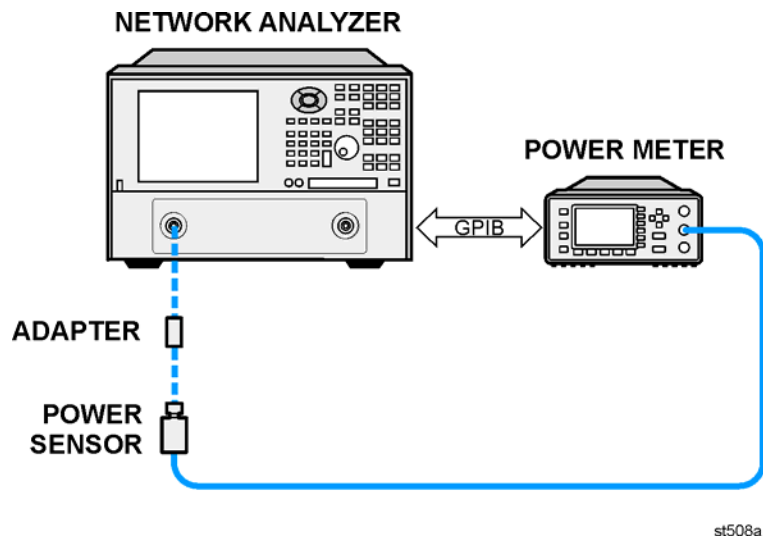 NETWORK ANALYZER
POWER METER
GPIB
ADAPTER
POWER
SENSOR
st508a